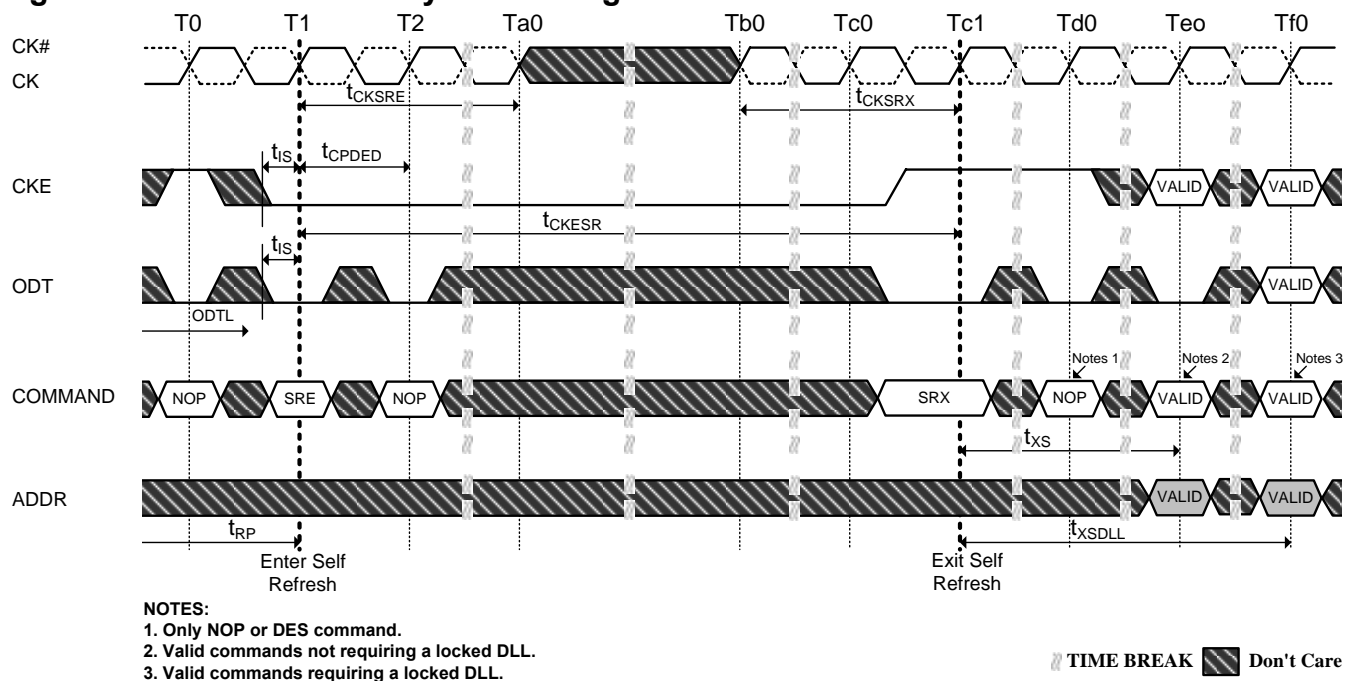 T0 T1 T2 Ta0 Tb0 Tc0 Tc1 Td0 Teo Tf0
CK#
CK
tCKSRE tCKSRX
tIS tCPDED
CKE VALID VALID
tCKESR
tIS
ODT VALID
ODTL
Notes 1 Notes 2 Notes 3
COMMAND NOP SRE NOP SRX NOP VALID VALID
tXS
ADDR VALID VALID
tRP tXSDLL
Enter Self Refresh
Exit Self Refresh
NOTES:
1. Only NOP or DES command.
2. Valid commands not requiring a locked DLL.
3. Valid commands requiring a locked DLL.
TIME BREAK Don't Care